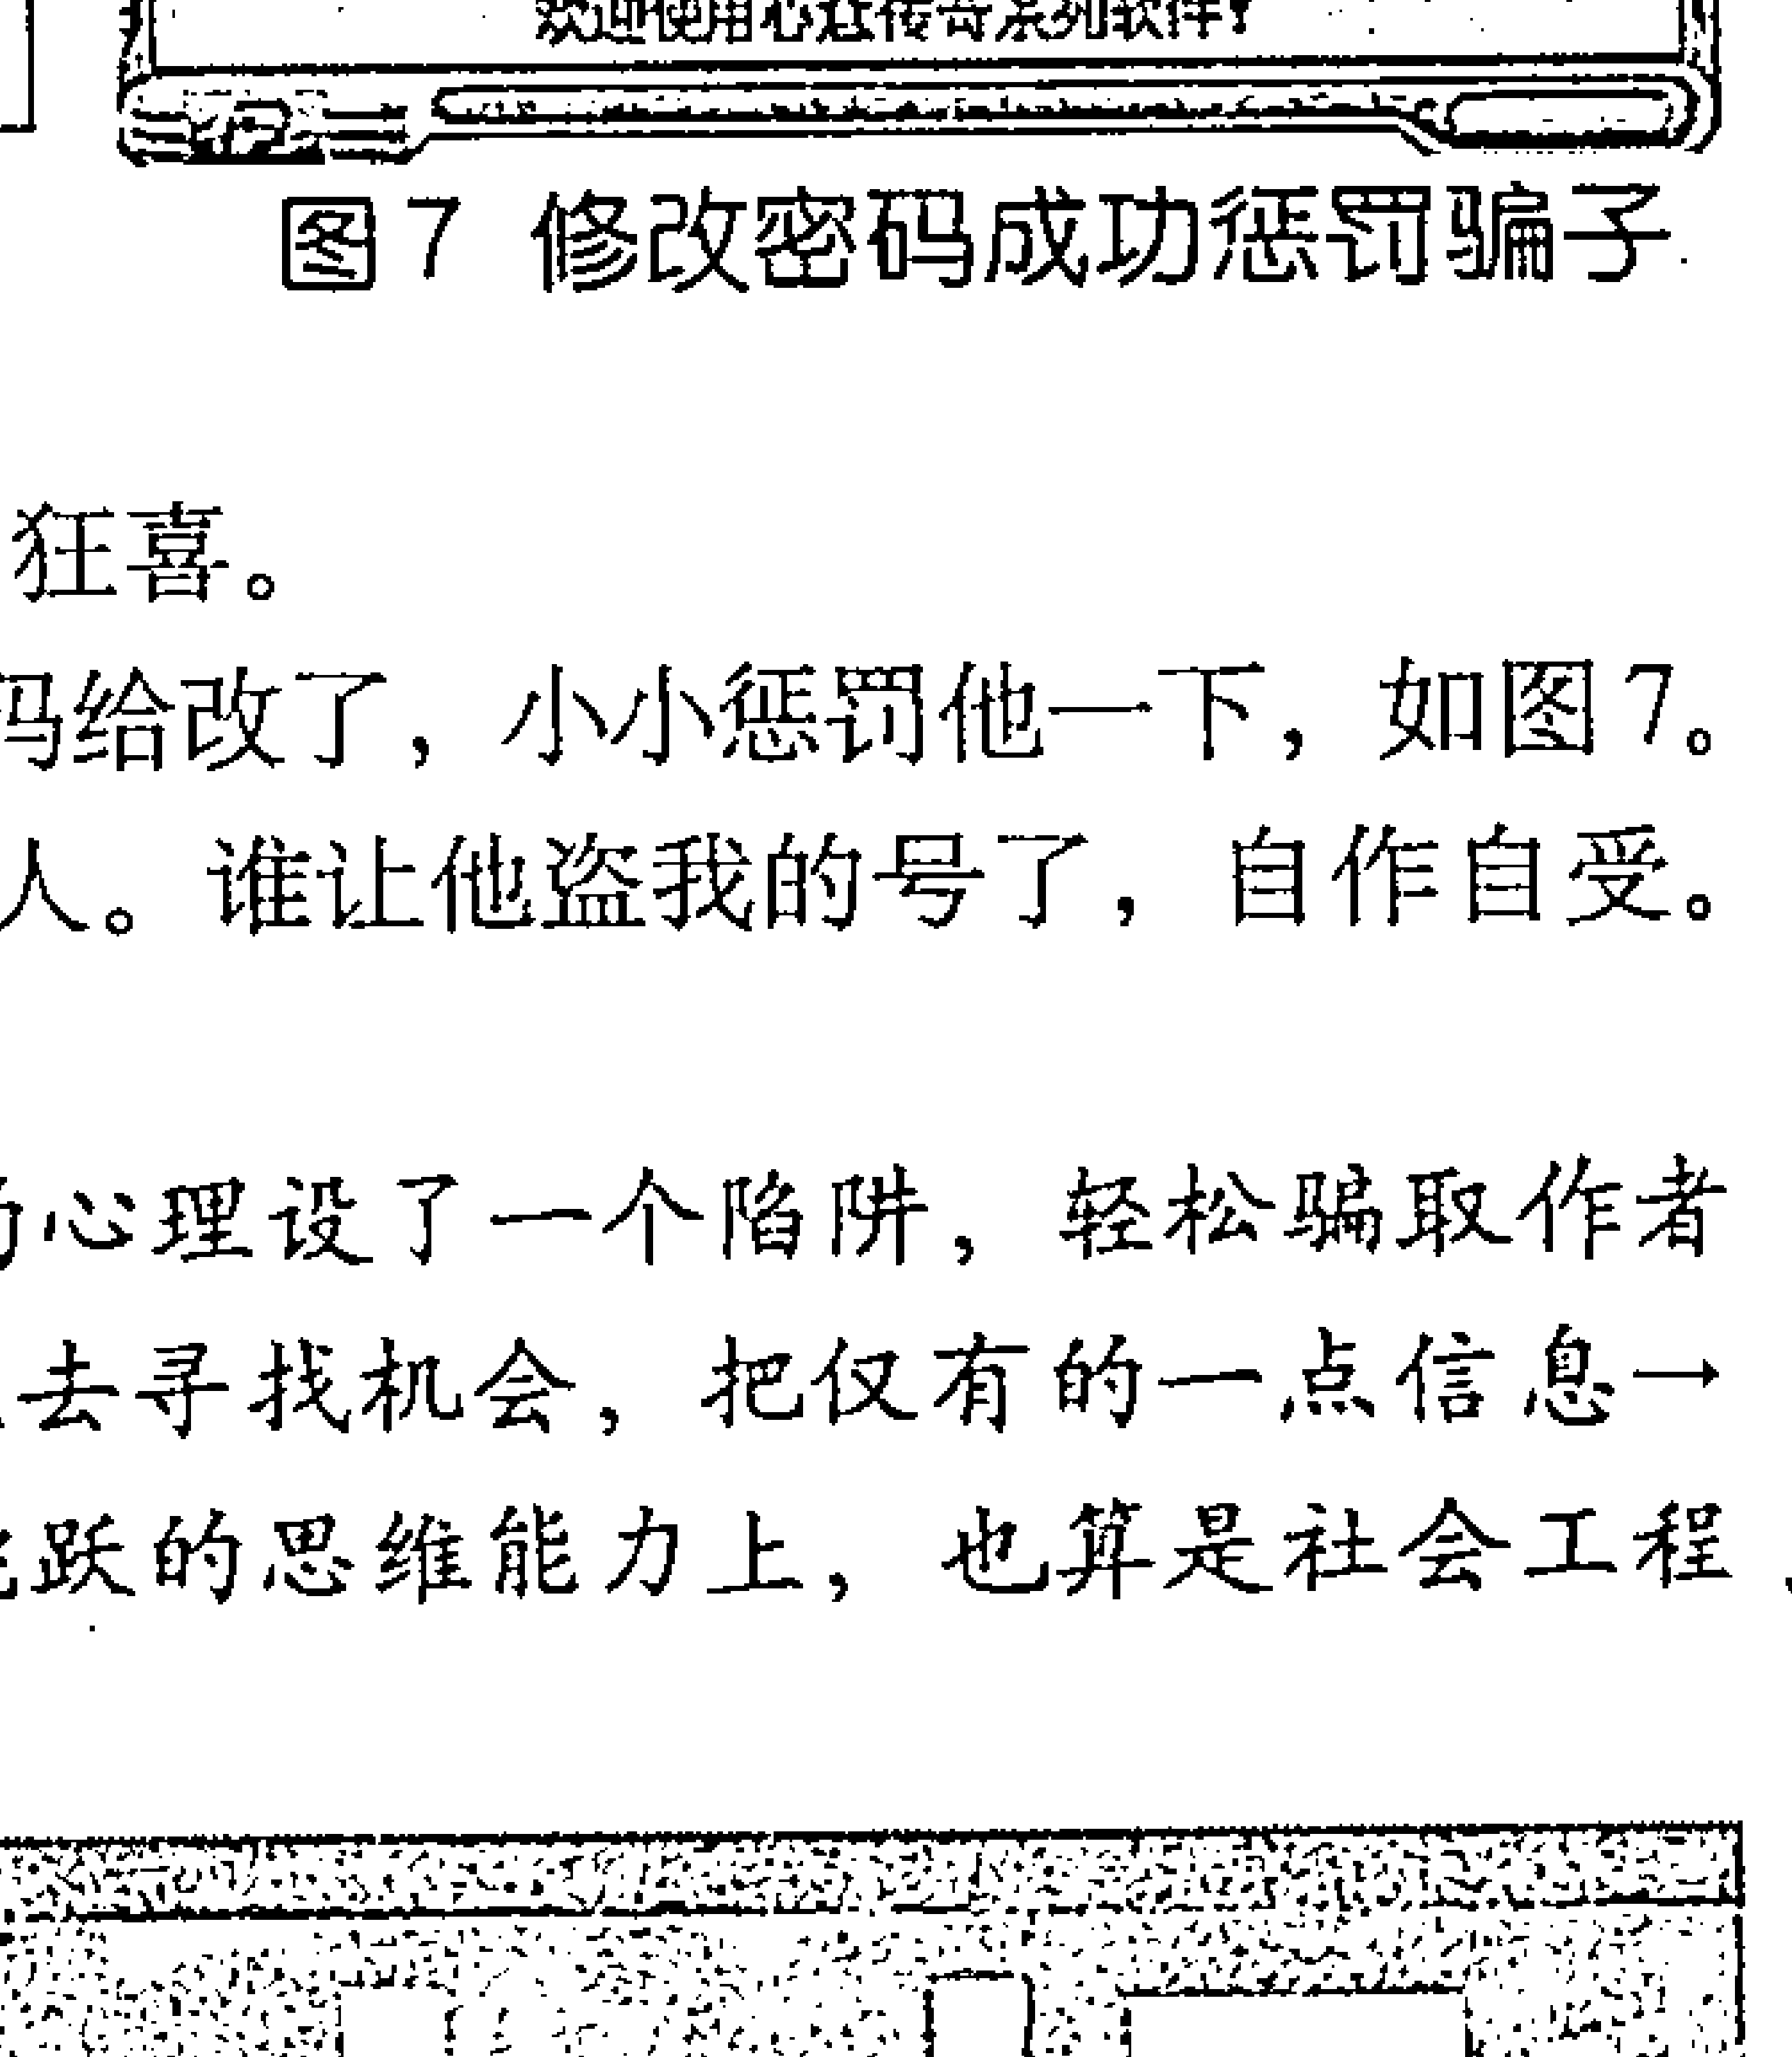 欢迎使用心缘传奇系列软件!
图7 修改密码成功惩罚骗子
狂喜。
码给改了，小小惩罚他一下，如图7。
人。谁让他盗我的号了，自作自受。
的心理设了一个陷阱，轻松骗取作者
去寻找机会，把仅有的一点信息→
跃的思维能力上，也算是社会工程